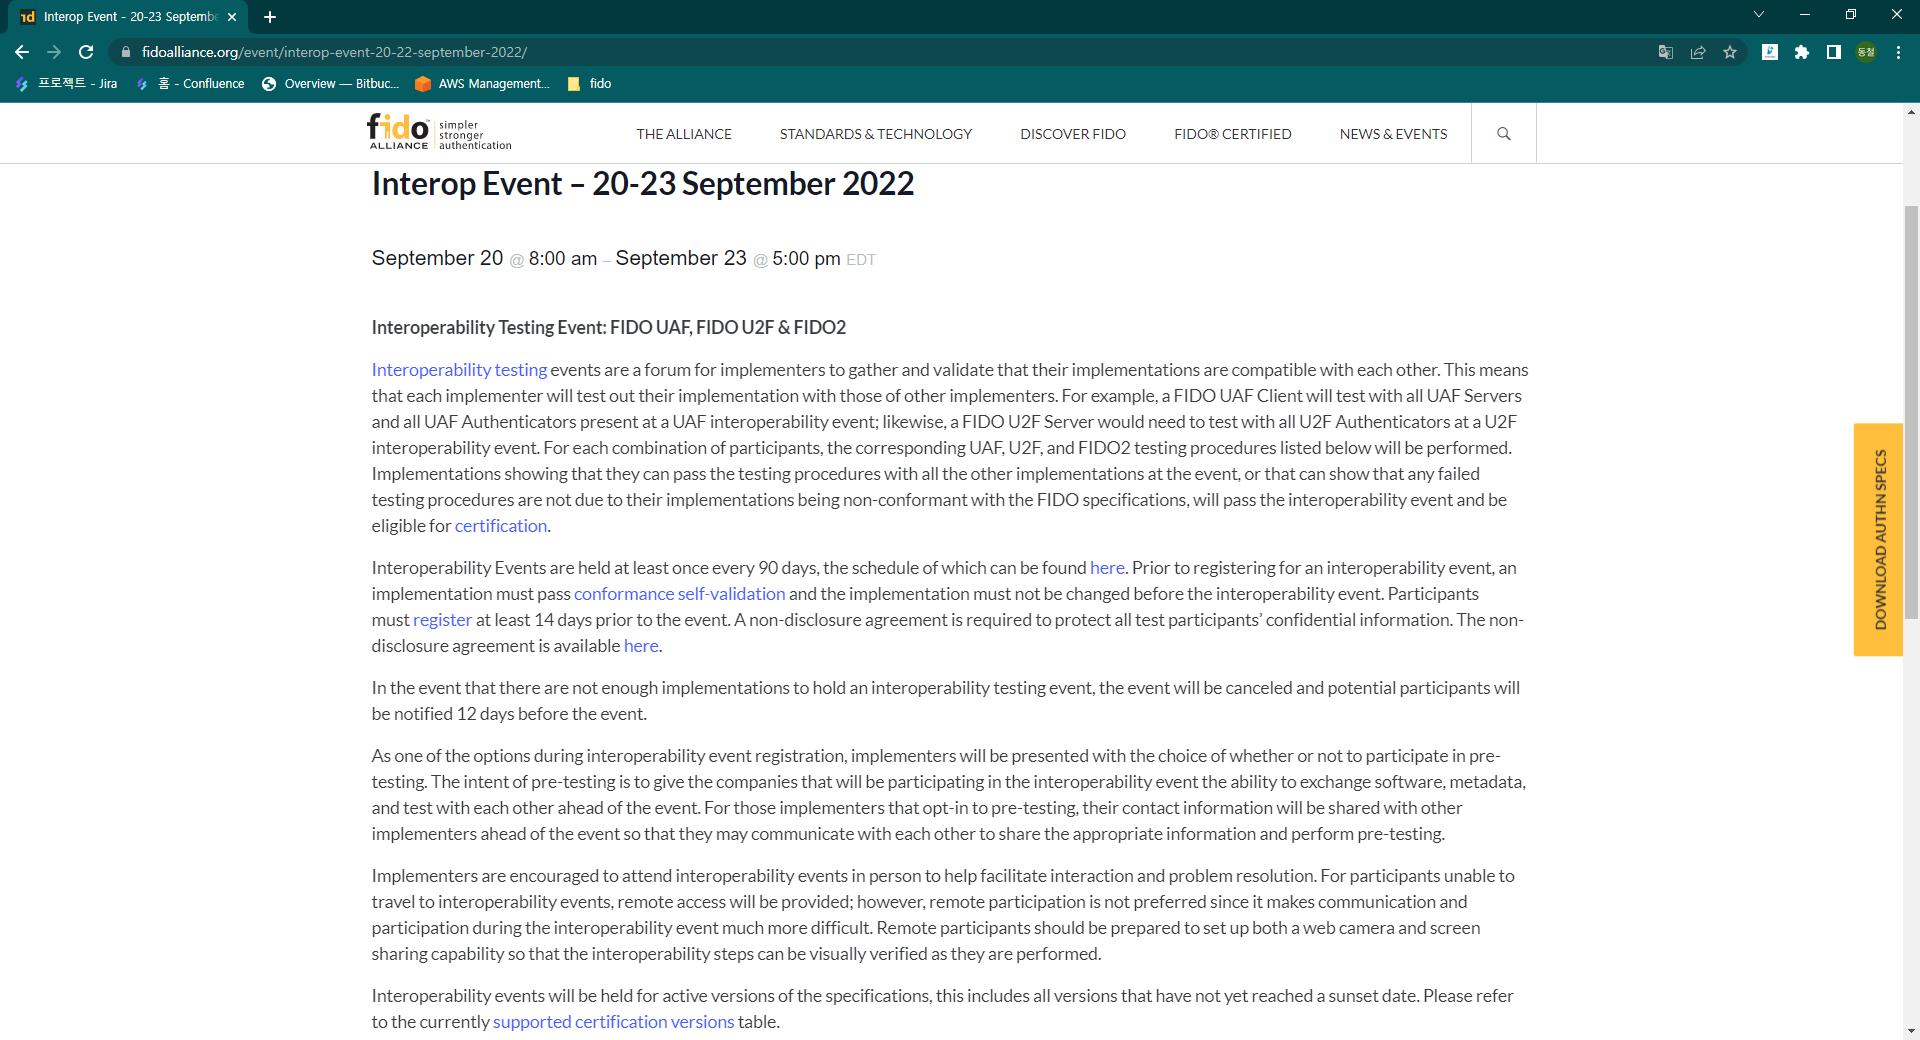 Interop Event - 20-23 Septembe
fidoalliance.org/event/interop-event-20-22-september-2022/
동철
프로젝트 - Jira
홈 - Confluence
Overview — Bitbuc...
AWS Management...
fido
fido ALLIANCE
simpler
stronger
authentication
THE ALLIANCE
STANDARDS & TECHNOLOGY
DISCOVER FIDO
FIDO® CERTIFIED
NEWS & EVENTS
Interop Event – 20-23 September 2022
September 20 @ 8:00 am – September 23 @ 5:00 pm EDT
Interoperability Testing Event: FIDO UAF, FIDO U2F & FIDO2
Interoperability testing events are a forum for implementers to gather and validate that their implementations are compatible with each other. This means
that each implementer will test out their implementation with those of other implementers. For example, a FIDO UAF Client will test with all UAF Servers
and all UAF Authenticators present at a UAF interoperability event; likewise, a FIDO U2F Server would need to test with all U2F Authenticators at a U2F
interoperability event. For each combination of participants, the corresponding UAF, U2F, and FIDO2 testing procedures listed below will be performed.
Implementations showing that they can pass the testing procedures with all the other implementations at the event, or that can show that any failed
testing procedures are not due to their implementations being non-conformant with the FIDO specifications, will pass the interoperability event and be
eligible for certification.
Interoperability Events are held at least once every 90 days, the schedule of which can be found here. Prior to registering for an interoperability event, an
implementation must pass conformance self-validation and the implementation must not be changed before the interoperability event. Participants
must register at least 14 days prior to the event. A non-disclosure agreement is required to protect all test participants’ confidential information. The non-
disclosure agreement is available here.
In the event that there are not enough implementations to hold an interoperability testing event, the event will be canceled and potential participants will
be notified 12 days before the event.
As one of the options during interoperability event registration, implementers will be presented with the choice of whether or not to participate in pre-
testing. The intent of pre-testing is to give the companies that will be participating in the interoperability event the ability to exchange software, metadata,
and test with each other ahead of the event. For those implementers that opt-in to pre-testing, their contact information will be shared with other
implementers ahead of the event so that they may communicate with each other to share the appropriate information and perform pre-testing.
Implementers are encouraged to attend interoperability events in person to help facilitate interaction and problem resolution. For participants unable to
travel to interoperability events, remote access will be provided; however, remote participation is not preferred since it makes communication and
participation during the interoperability event much more difficult. Remote participants should be prepared to set up both a web camera and screen
sharing capability so that the interoperability steps can be visually verified as they are performed.
Interoperability events will be held for active versions of the specifications, this includes all versions that have not yet reached a sunset date. Please refer
to the currently supported certification versions table.
DOWNLOAD AUTHN SPECS